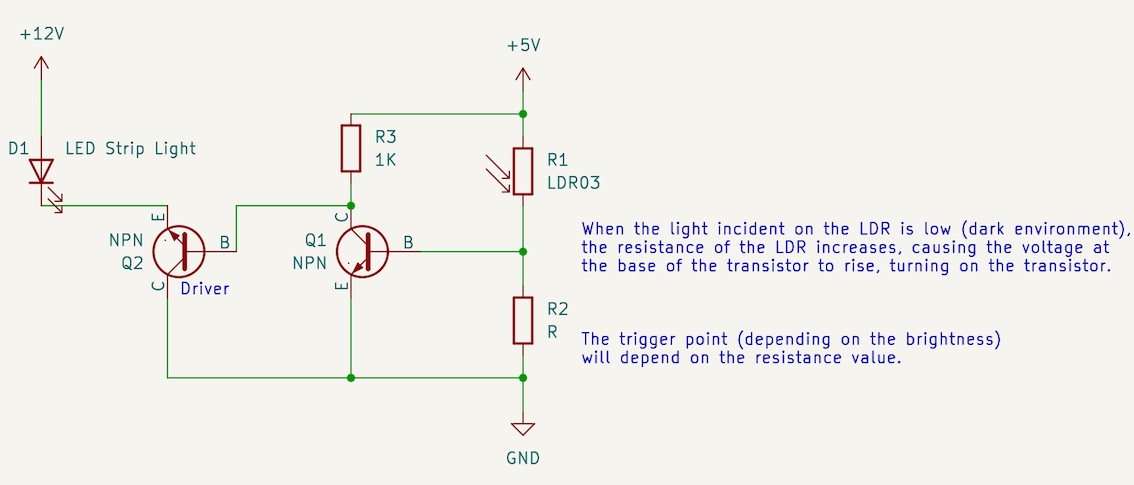 +12V
+5V
D1 LED Strip Light
R3
1K
R1
LDR03
E
C
NPN
Q2
B
Q1
NPN
B
C
Driver
E
When the light incident on the LDR is low (dark environment),
the resistance of the LDR increases, causing the voltage at
the base of the transistor to rise, turning on the transistor.
R2
R
The trigger point (depending on the brightness)
will depend on the resistance value.
GND